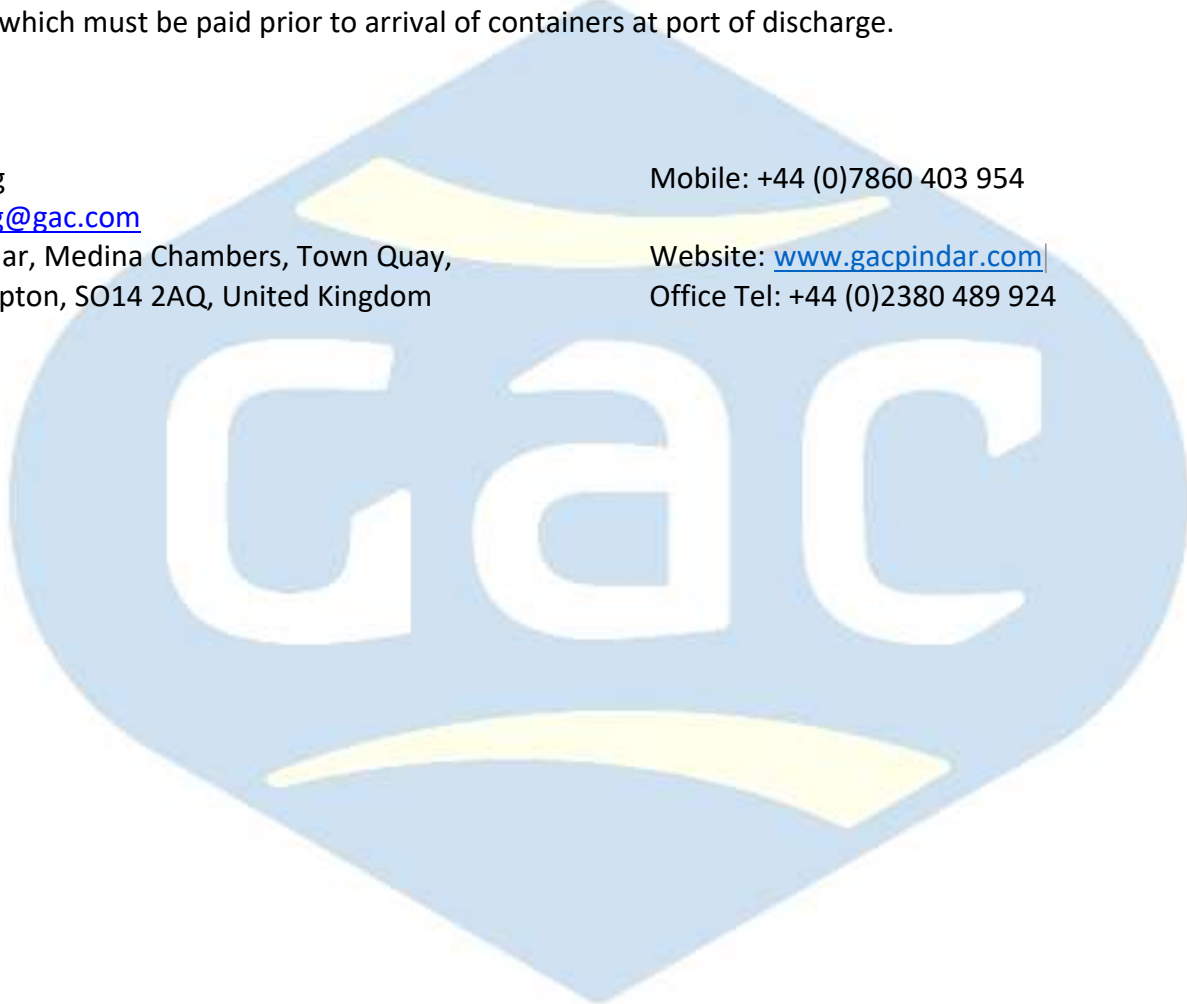 which must be paid prior to arrival of containers at port of discharge.
g Mobile: +44 (0)7860 403 954
g@gac.com
ar, Medina Chambers, Town Quay, Website: www.gacpindar.com
pton, SO14 2AQ, United Kingdom Office Tel: +44 (0)2380 489 924
Gac